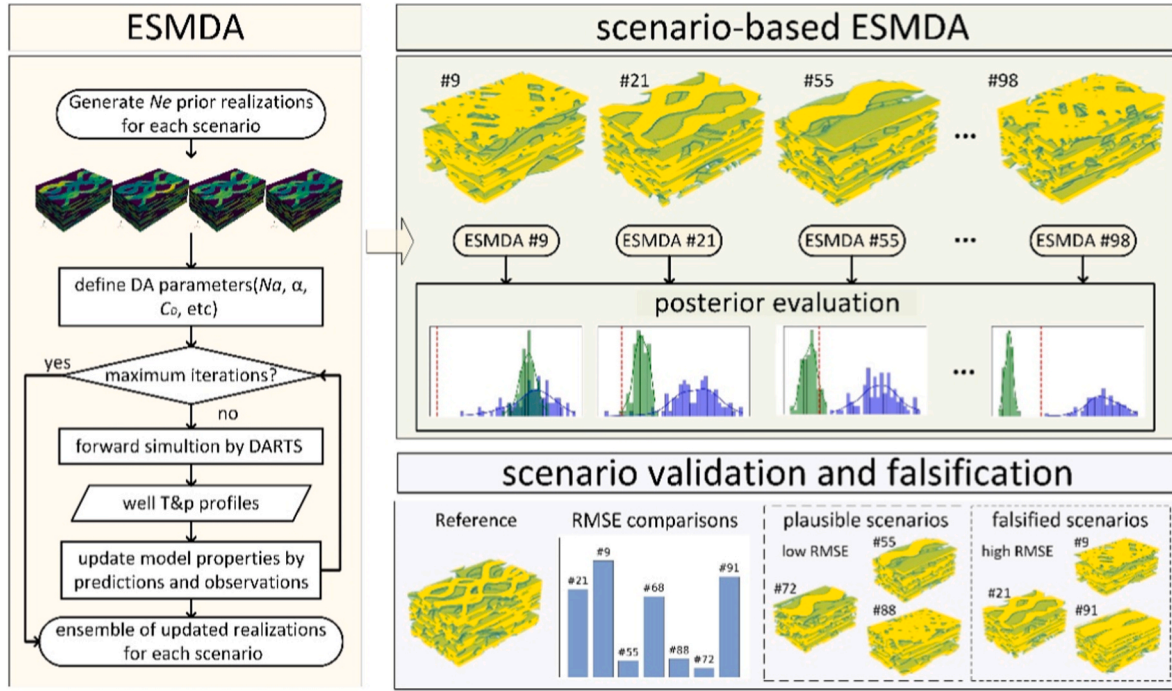 ESMDA
Generate Ne prior realizations
for each scenario
define DA parameters(Na, α,
C_D, etc)
maximum iterations?
yes
no
forward simultion by DARTS
well T&p profiles
update model properties by
predictions and observations
ensemble of updated realizations
for each scenario
scenario-based ESMDA
#9
#21
#55
#98
...
ESMDA #9
ESMDA #21
ESMDA #55
...
ESMDA #98
posterior evaluation
...
scenario validation and falsification
Reference
RMSE comparisons
#21
#9
#55
#68
#88
#72
#91
plausible scenarios
low RMSE
#55
#72
#88
falsified scenarios
high RMSE
#9
#21
#91